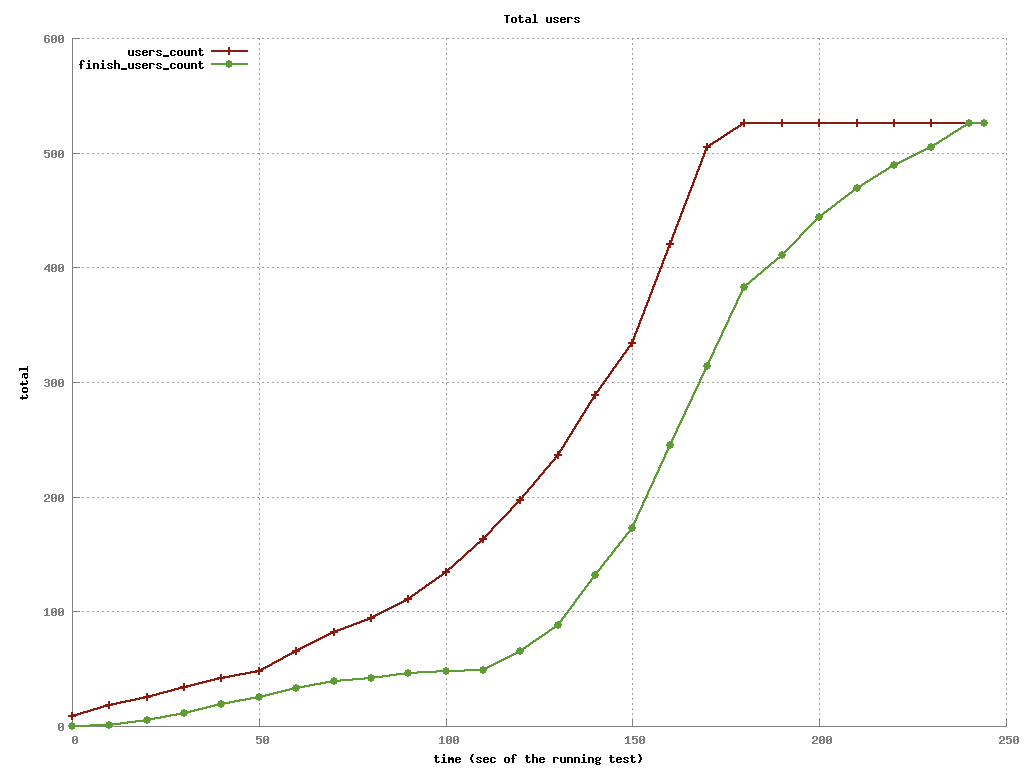 Total users
users_count
finish_users_count
600
500
400
300
200
100
0
total
0 50 100 150 200 250
time (sec of the running test)